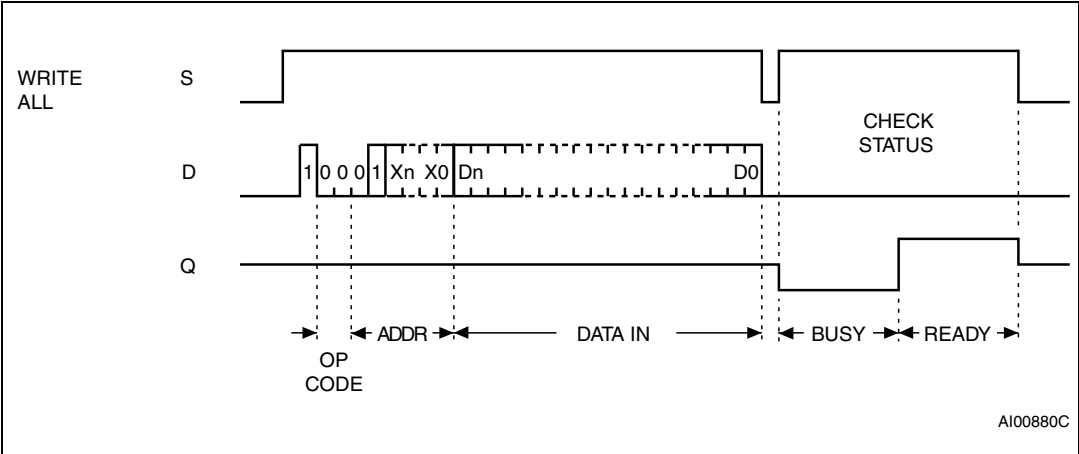 WRITE
ALL
S
CHECK
STATUS
D
1 0 0 0 1 Xn X0 Dn D0
Q
ADDR DATA IN BUSY READY
OP
CODE
AI00880C